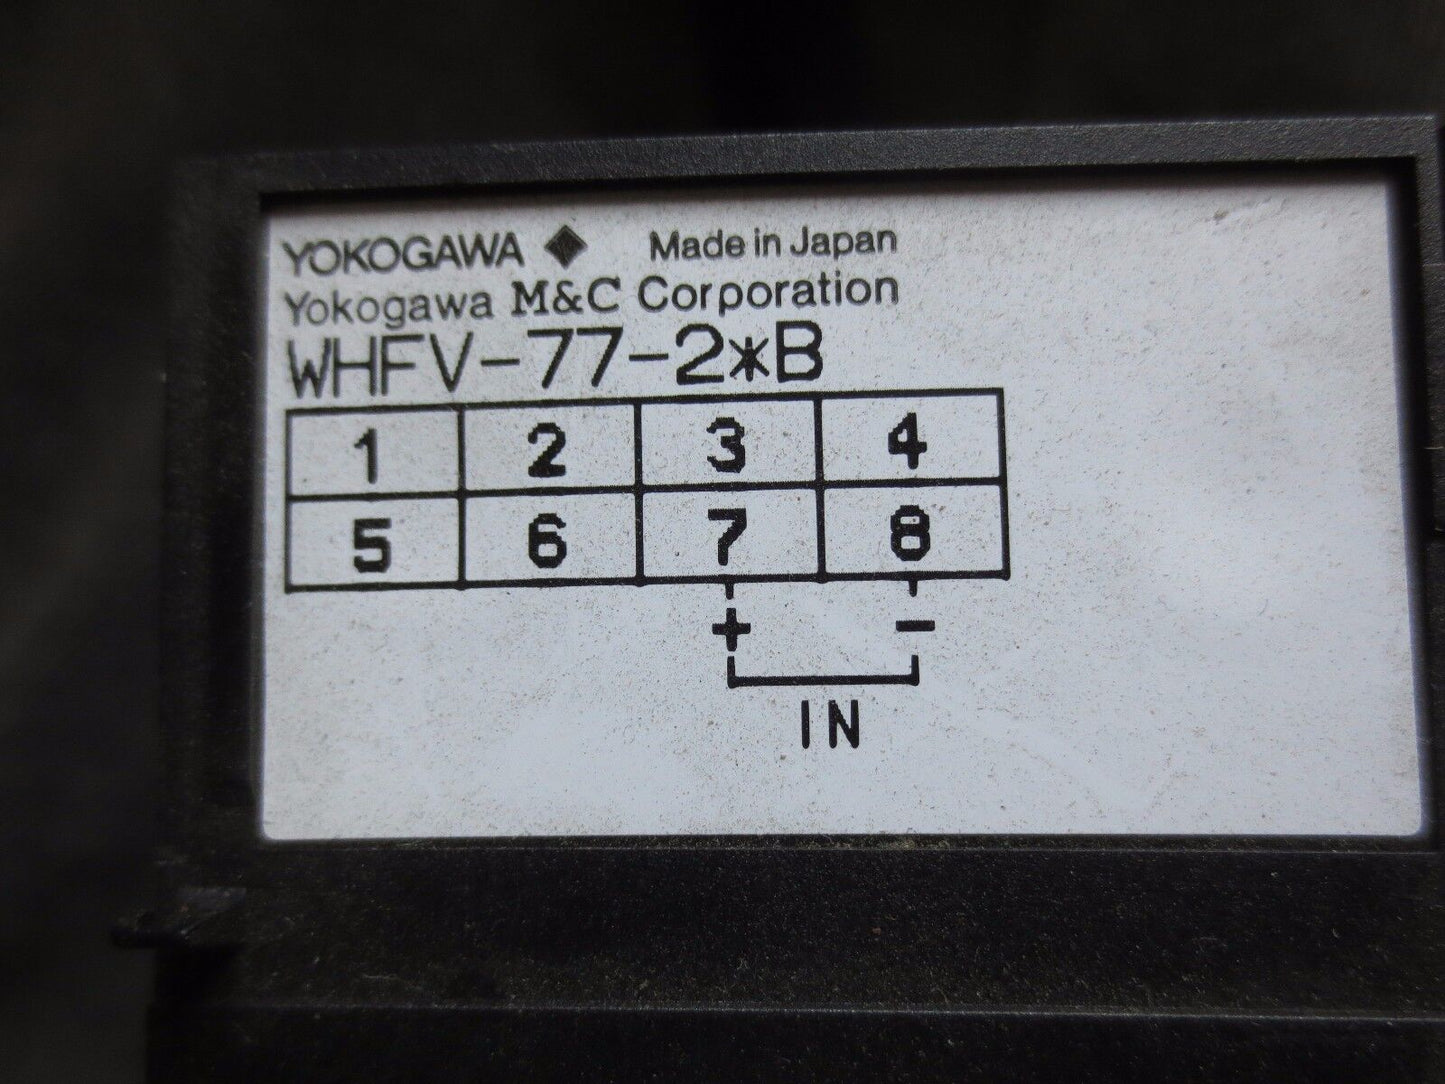 YOKOGAWA ◆ Made in Japan
Yokogawa M&C Corporation
WHFV-77-2*B
1 2 3 4
5 6 7 8
+ -
IN